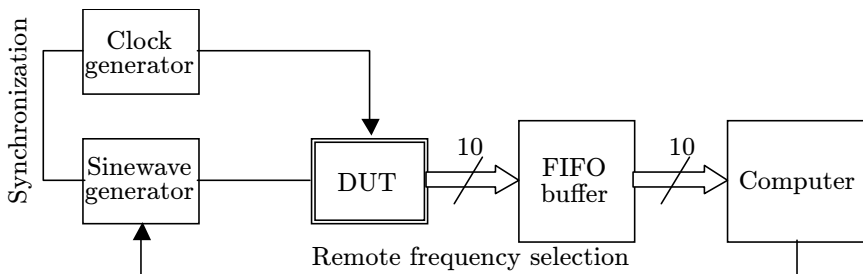 Synchronization
Clock
generator
Sinewave
generator
DUT
10
FIFO
buffer
10
Computer
Remote frequency selection